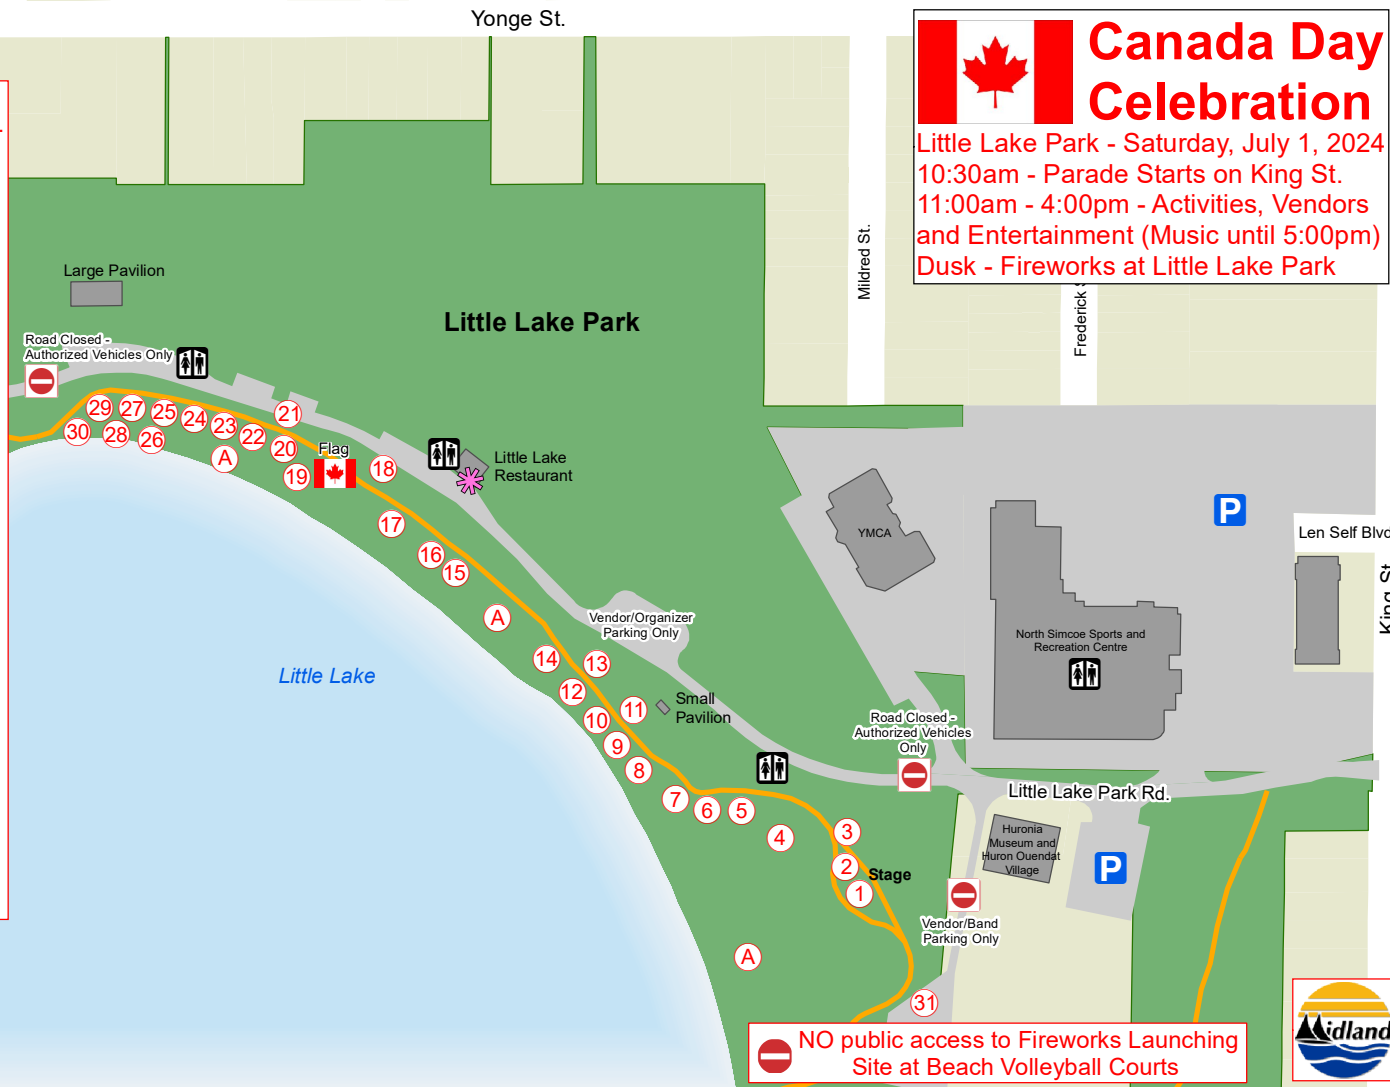 Yonge St.
Canada Day
Celebration
Little Lake Park - Saturday, July 1, 2024
10:30am - Parade Starts on King St.
11:00am - 4:00pm - Activities, Vendors
and Entertainment (Music until 5:00pm)
Dusk - Fireworks at Little Lake Park
Mildred St.
Frederick
Large Pavilion
Little Lake Park
Road Closed -
Authorized Vehicles Only
29
27
25
24
23
22
21
20
30
28
26
A
19
Flag
18
Little Lake
Restaurant
17
16
15
A
YMCA
P
Len Self Blvd
King St.
North Simcoe Sports and
Recreation Centre
Vendor/Organizer
Parking Only
14
13
12
11
10
9
8
Small
Pavilion
Little Lake
Road Closed -
Authorized Vehicles
Only
7
6
5
4
3
2
1
Stage
Little Lake Park Rd.
Huronia
Museum and
Huron Ouendat
Village
P
Vendor/Band
Parking Only
A
31
NO public access to Fireworks Launching
Site at Beach Volleyball Courts
Midland